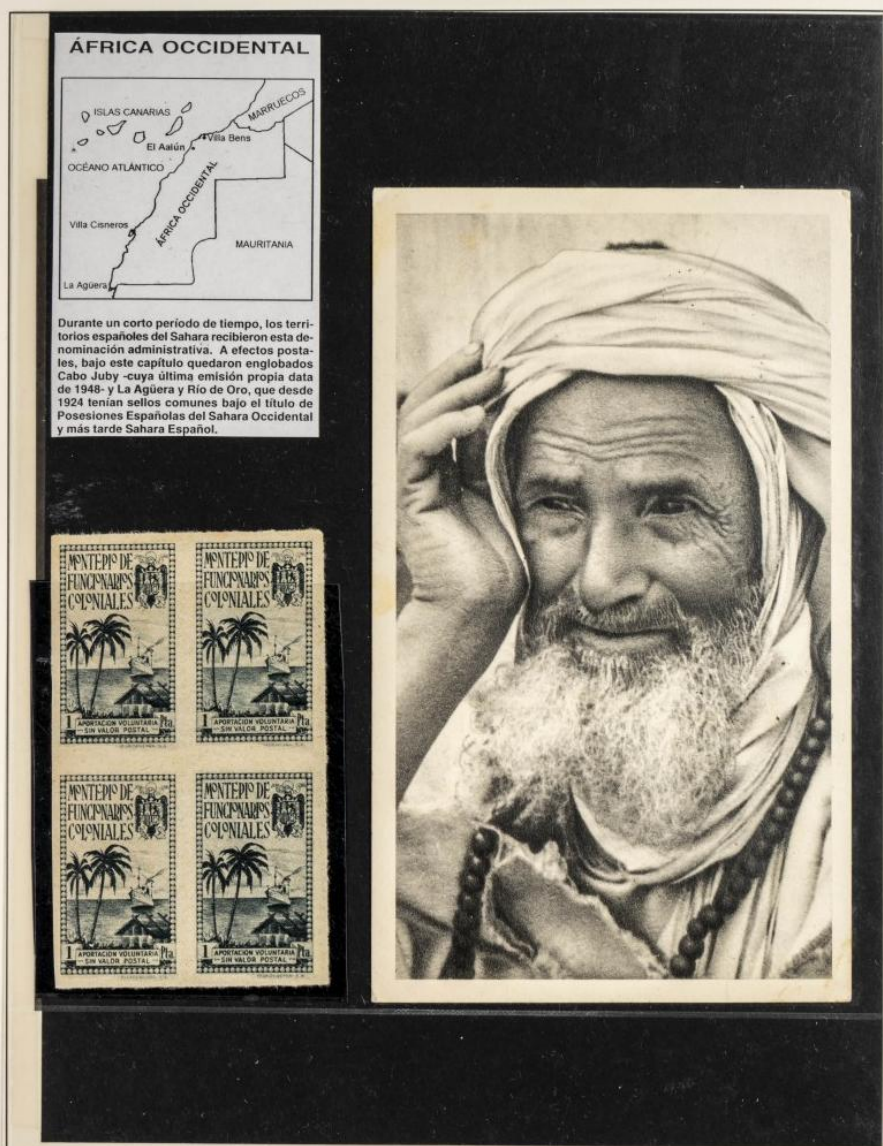 ÁFRICA OCCIDENTAL
ISLAS CANARIAS
MARRUECOS
Villa Bens
El Aalún
OCÉANO ATLÁNTICO
ÁFRICA OCCIDENTAL
Villa Cisneros
MAURITANIA
La Agüera
Durante un corto período de tiempo, los terri-
torios españoles del Sahara recibieron esta de-
nominación administrativa. A efectos posta-
les, bajo este capítulo quedaron englobados
Cabo Juby -cuya última emisión propia data
de 1948- y La Agüera y Río de Oro, que desde
1924 tenían sellos comunes bajo el título de
Posesiones Españolas del Sahara Occidental
y más tarde Sahara Español.
MONTEPIO DE
FUNCIONARIOS
COLONIALES
1 APORTACION VOLUNTARIA Pta.
SIN VALOR POSTAL
MONTEPIO DE
FUNCIONARIOS
COLONIALES
1 APORTACION VOLUNTARIA Pta.
SIN VALOR POSTAL
MONTEPIO DE
FUNCIONARIOS
COLONIALES
1 APORTACION VOLUNTARIA Pta.
SIN VALOR POSTAL
MONTEPIO DE
FUNCIONARIOS
COLONIALES
1 APORTACION VOLUNTARIA Pta.
SIN VALOR POSTAL